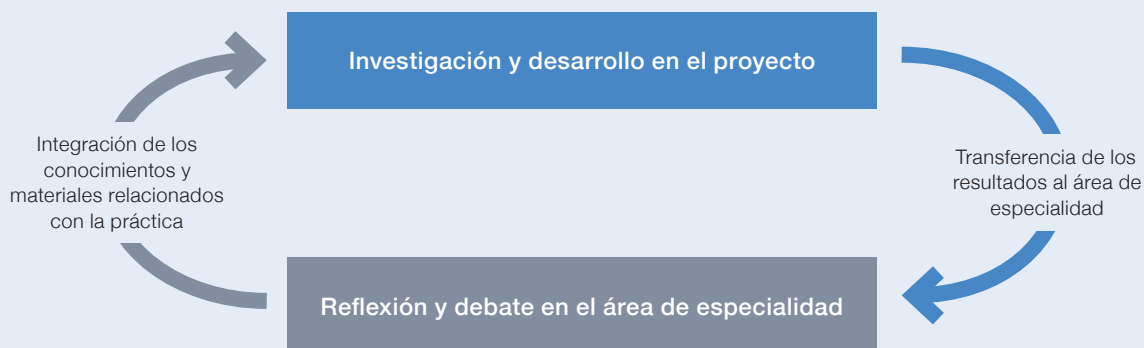 Investigación y desarrollo en el proyecto
Integración de los
conocimientos y
materiales relacionados
con la práctica
Transferencia de los
resultados al área de
especialidad
Reflexión y debate en el área de especialidad